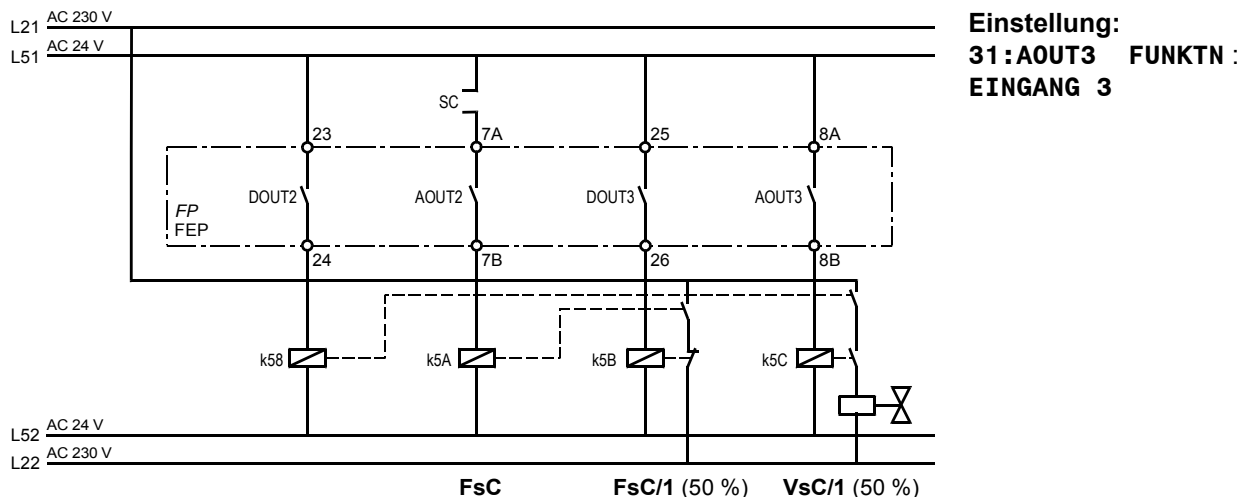 AC 230 V
L21
AC 24 V
L51
Einstellung:
31:AOUT3 FUNKTN :
EINGANG 3
SC
23
7A
25
8A
DOUT2
AOUT2
DOUT3
AOUT3
FP
FEP
24
7B
26
8B
k58
k5A
k5B
k5C
AC 24 V
L52
AC 230 V
L22
FsC
FsC/1 (50 %)
VsC/1 (50 %)